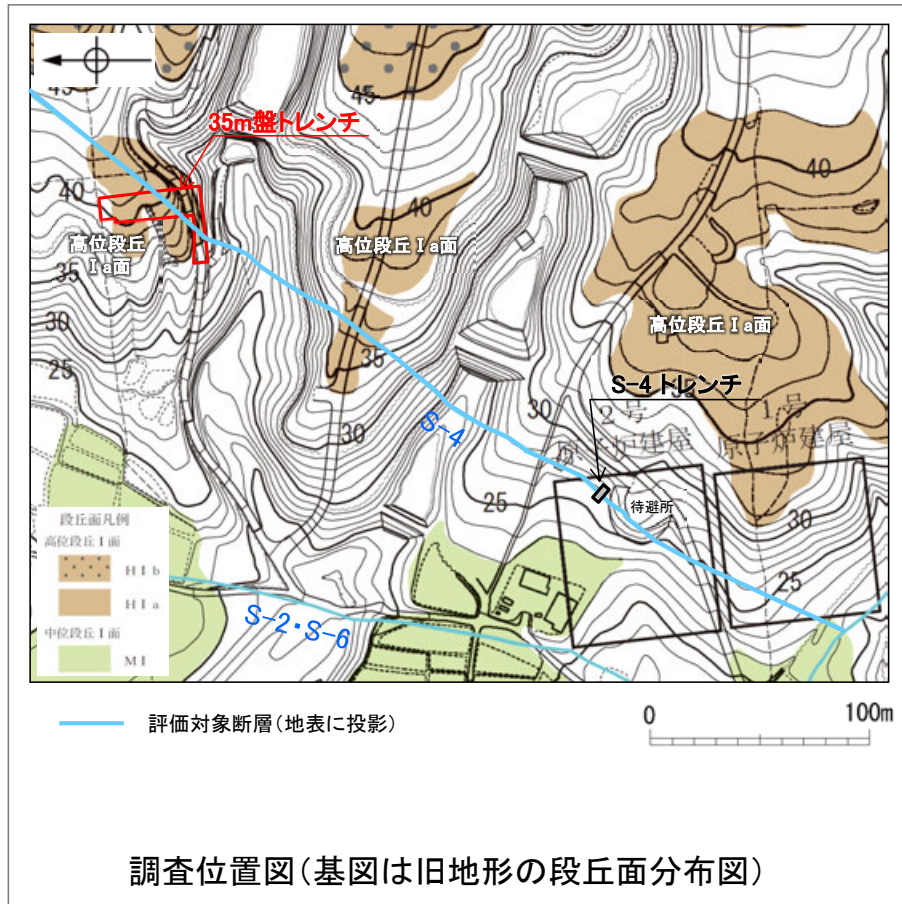 45
45
35m盤トレンチ
40
40
40
高位段丘
Ⅰa面
高位段丘Ⅰa面
35
30
25
35
高位段丘Ⅰa面
S-4トレンチ
30
2号
1号
原子炉建屋
原子炉建屋
S-4
30
25
待避所
30
25
段丘面凡例
高位段丘Ⅰ面
HⅠb
HⅠa
中位段丘Ⅰ面
MⅠ
S-2・S-6
評価対象断層(地表に投影)
0 100m
調査位置図(基図は旧地形の段丘面分布図)